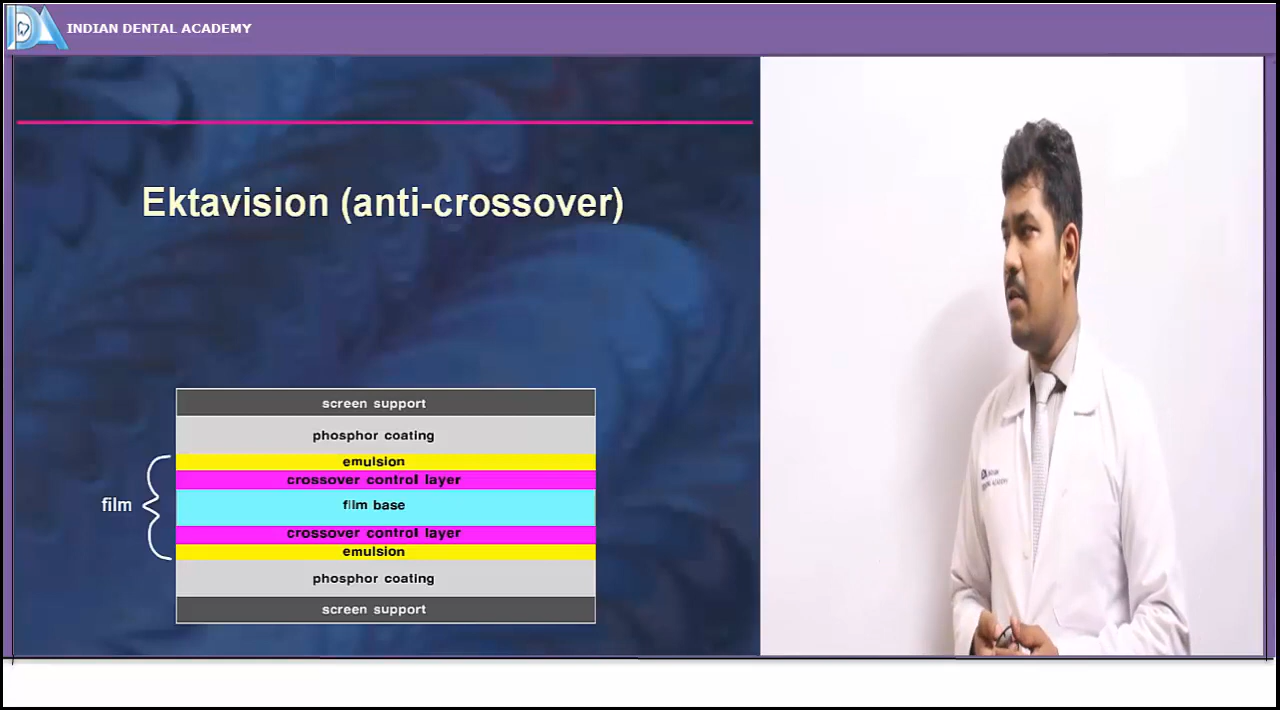 INDIAN DENTAL ACADEMY
Ektavision (anti-crossover)
screen support
phosphor coating
emulsion
crossover control layer
film
film base
crossover control layer
emulsion
phosphor coating
screen support